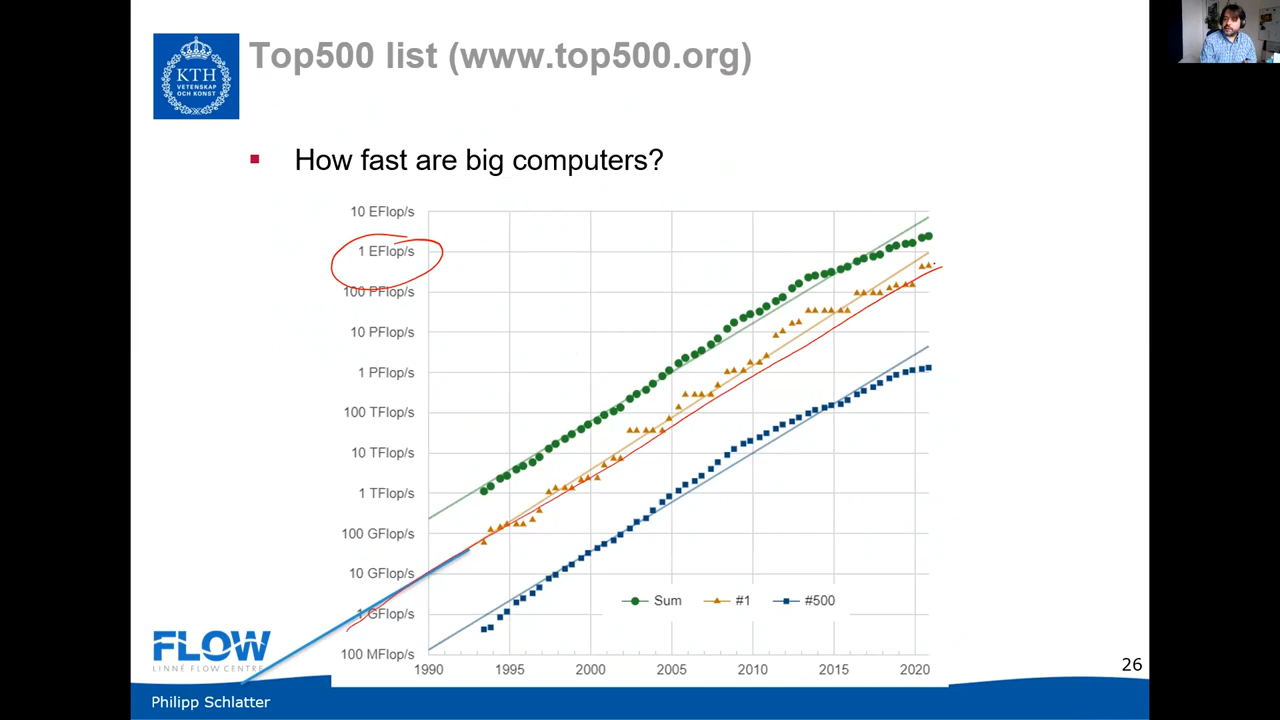 Top500 list (www.top500.org)
KTH
VETENSKAP
OCH KONST
How fast are big computers?
10 EFlop/s
1 EFlop/s
100 PFlop/s
10 PFlop/s
1 PFlop/s
100 TFlop/s
10 TFlop/s
1 TFlop/s
100 GFlop/s
10 GFlop/s
1 GFlop/s
100 MFlop/s
Sum #1 #500
1990 1995 2000 2005 2010 2015 2020
FLOW
LINNÉ FLOW CENTRE
26
Philipp Schlatter